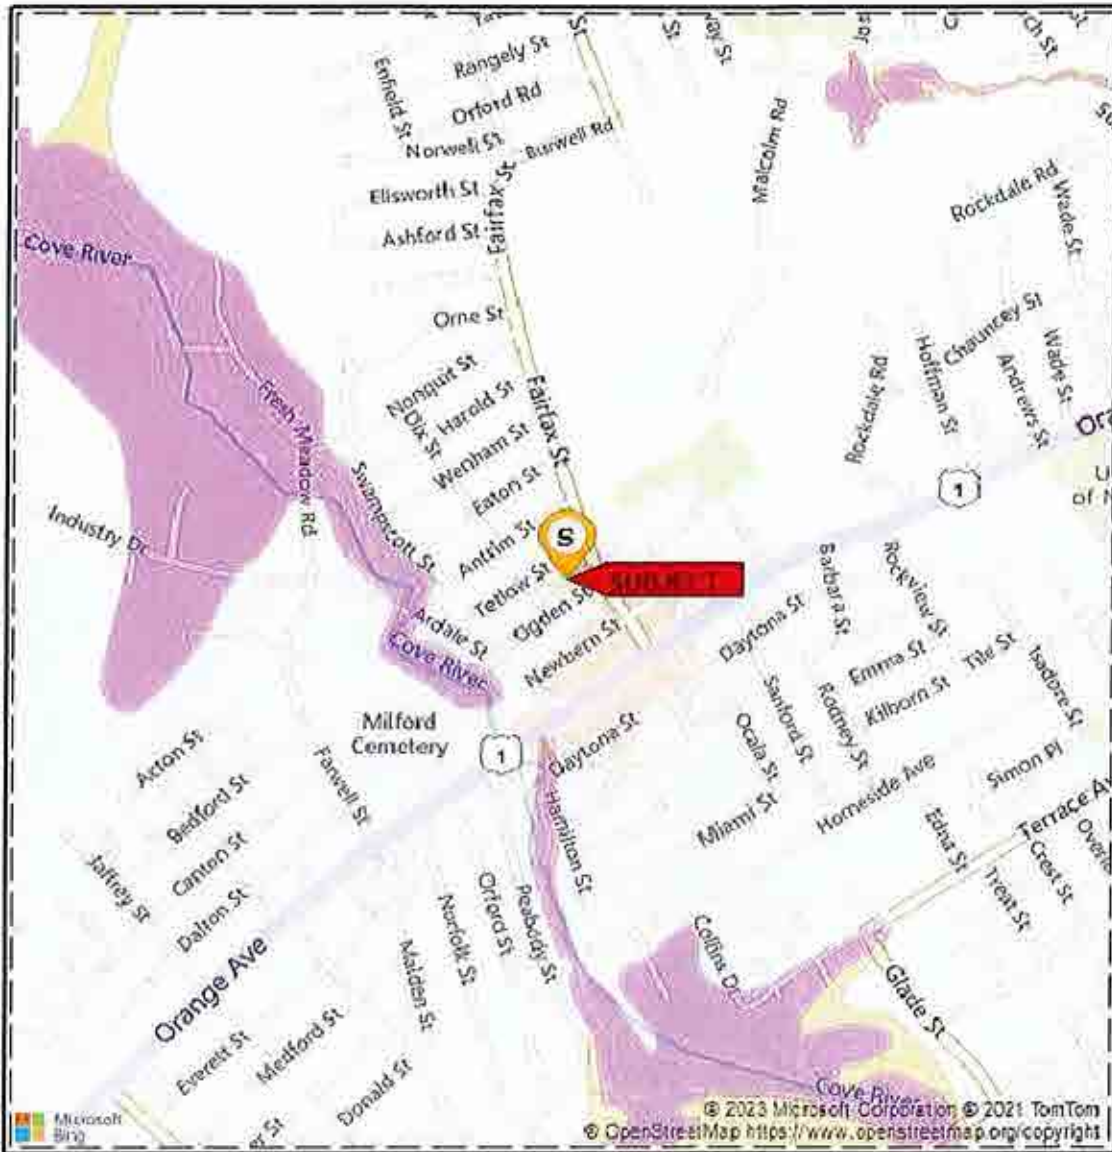 Rangely St
Enfield St
Orford Rd
Norwell St
Burwell Rd
Fairfax St
Ellsworth St
Ashford St
Malcolm Rd
Rockdale Rd
Wade St
Cove River
Orne St
Chauncey St
Nonquit St
Harold St
Dix St
Fairfax St
Hoffman St
Wade St
Andrews St
Rockdale Rd
Fresh Meadow Rd
Wenham St
Eaton St
1
Swampscott St
Industry Dr
Antrim St
S
SUBJECT
Tetlow St
Ogden St
Barbara St
Rockview St
Ardale St
Newbern St
Daytona St
Cove River
Emma St
Tile St
Isadore St
Kilborn St
Sanford St
Rodney St
Milford
Cemetery
1
Daytona St
Ocala St
Acton St
Farwell St
Simon Pl
Homeside Ave
Bedford St
Hamilton St
Miami St
Terrace Av
Edna St
Crest St
Canton St
Jaffrey St
Treat St
Dalton St
Orford St
Peabody St
Norfolk St
Collins Dr
Malden St
Orange Ave
Glade St
Everett St
Medford St
Donald St
Cove River
Microsoft
Bing
© 2023 Microsoft Corporation © 2021 TomTom
© OpenStreetMap https://www.openstreetmap.org/copyright